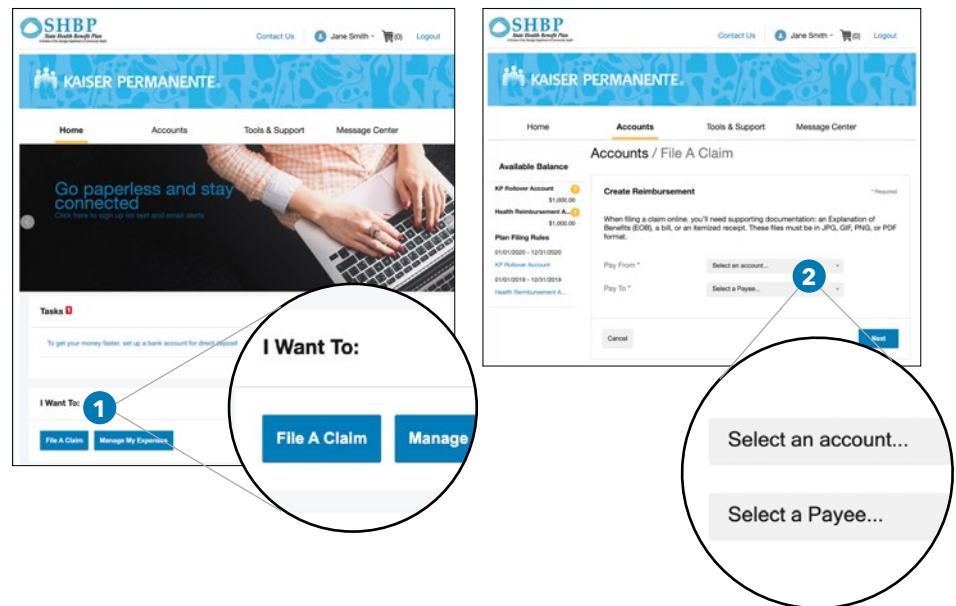 SHBP
State Health Benefit Plan
Contact Us
Jane Smith
(0)
Logout
KAISER PERMANENTE®
Home
Accounts
Tools & Support
Message Center
Go paperless and stay
connected
Click here to sign up for text and email alerts
Tasks 1
To get your money faster, set up a bank account for direct deposit
I Want To:
1
File A Claim
Manage My Expenses
I Want To:
File A Claim
Manage
SHBP
State Health Benefit Plan
Contact Us
Jane Smith
(0)
Logout
KAISER PERMANENTE®
Home
Accounts
Tools & Support
Message Center
Accounts / File A Claim
Available Balance
KP Rollover Account ?
$1,000.00
Health Reimbursement A... ?
$1,000.00
Plan Filing Rules
01/01/2020 - 12/31/2020
KP Rollover Account
01/01/2019 - 12/31/2019
Health Reimbursement A...
Create Reimbursement
* Required
When filing a claim online, you'll need supporting documentation: an Explanation of
Benefits (EOB), a bill, or an itemized receipt. These files must be in JPG, GIF, PNG, or PDF
format.
Pay From *
Select an account...
Pay To *
Select a Payee...
2
Cancel
Next
Select an account...
Select a Payee...